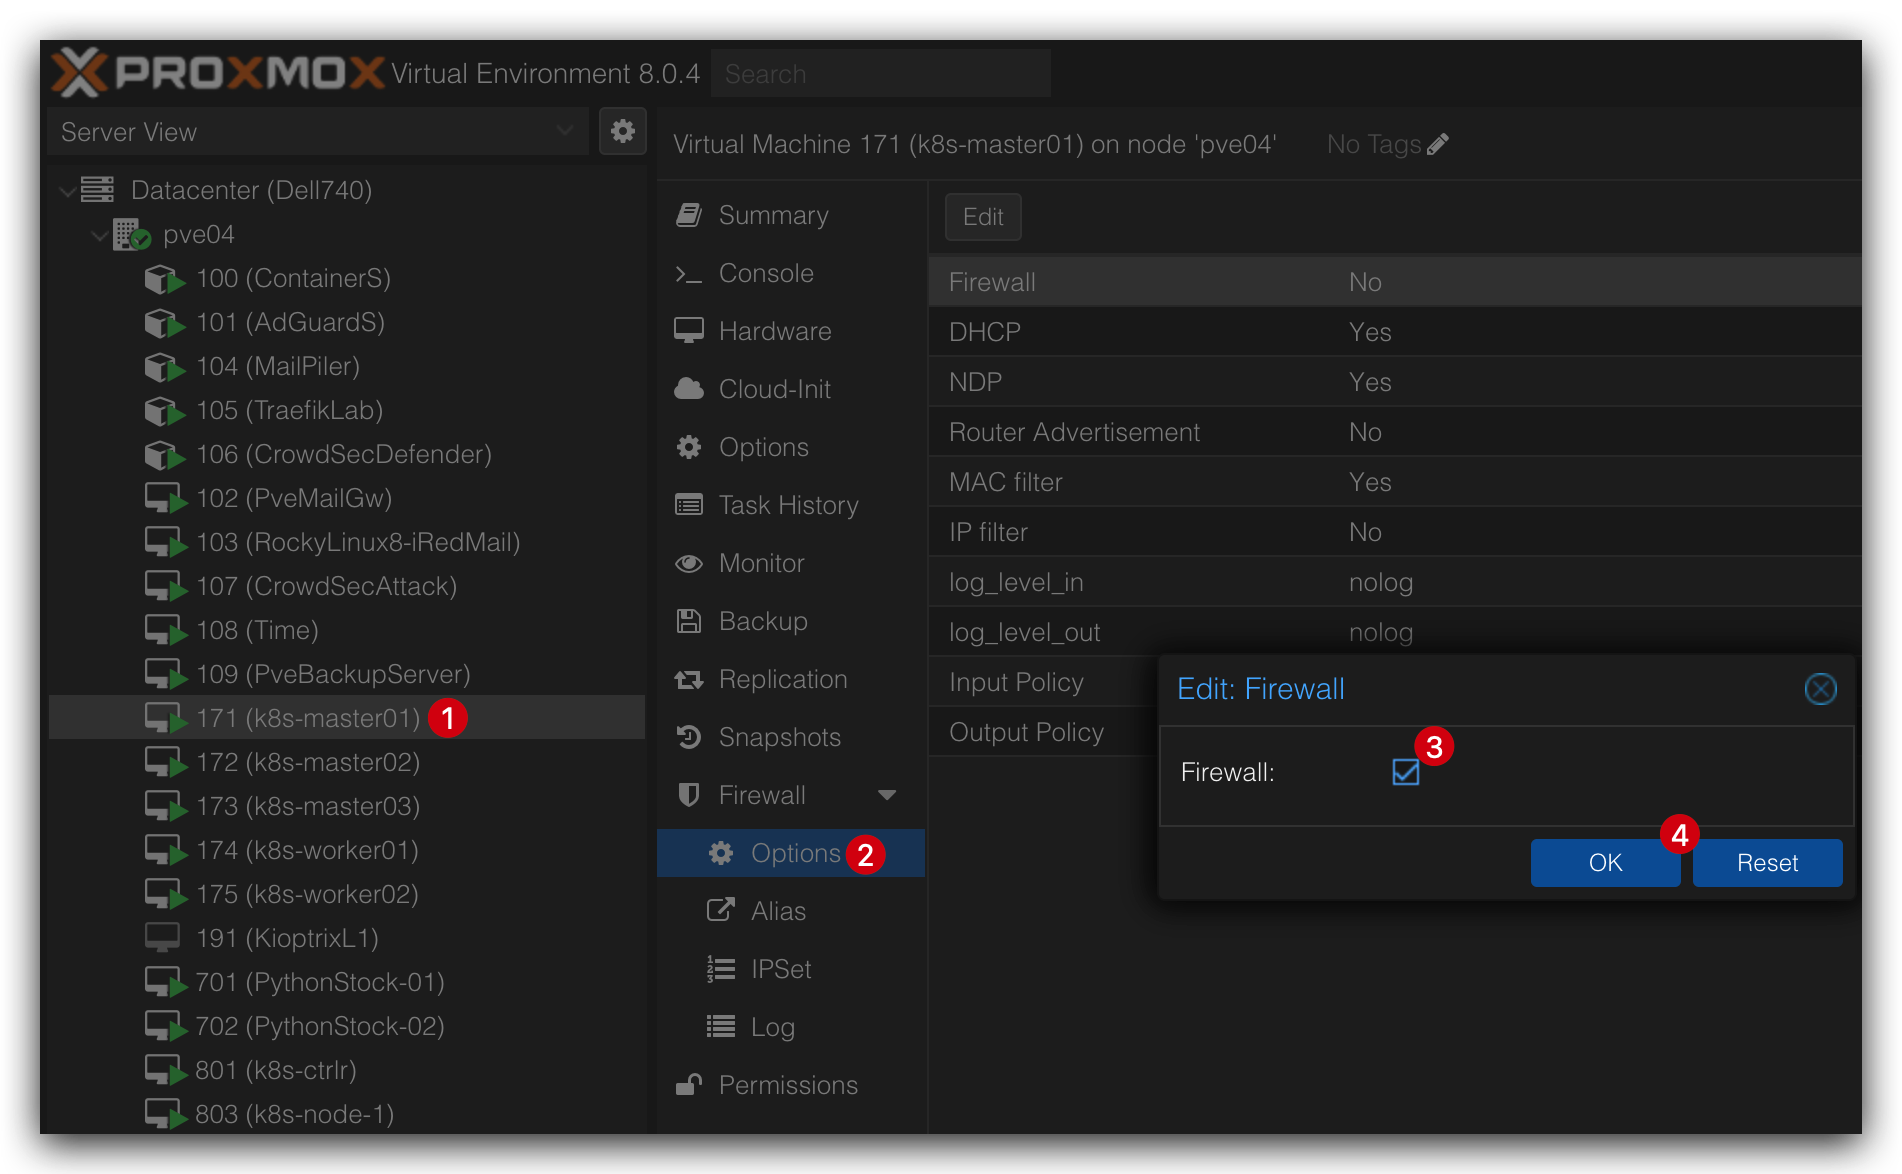 PROXMOX Virtual Environment 8.0.4 Search
Server View
Datacenter (Dell740)
pve04
100 (ContainerS)
101 (AdGuardS)
104 (MailPiler)
105 (TraefikLab)
106 (CrowdSecDefender)
102 (PveMailGw)
103 (RockyLinux8-iRedMail)
107 (CrowdSecAttack)
108 (Time)
109 (PveBackupServer)
171 (k8s-master01) 1
172 (k8s-master02)
173 (k8s-master03)
174 (k8s-worker01)
175 (k8s-worker02)
191 (KioptrixL1)
701 (PythonStock-01)
702 (PythonStock-02)
801 (k8s-ctrlr)
803 (k8s-node-1)
Virtual Machine 171 (k8s-master01) on node 'pve04' No Tags
Summary
Console
Hardware
Cloud-Init
Options
Task History
Monitor
Backup
Replication
Snapshots
Firewall
Options 2
Alias
IPSet
Log
Permissions
Edit
Firewall No
DHCP Yes
NDP Yes
Router Advertisement No
MAC filter Yes
IP filter No
log_level_in nolog
log_level_out nolog
Input Policy
Output Policy
Edit: Firewall
Firewall: 3
4
OK Reset